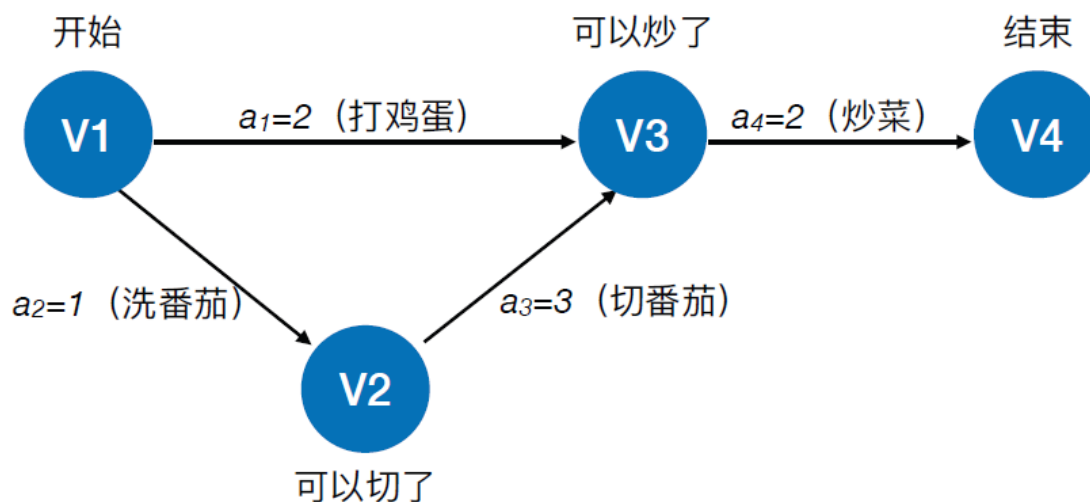 开始
可以炒了
结束
V1
a₁=2（打鸡蛋）
V3
a₄=2（炒菜）
V4
a₂=1（洗番茄）
a₃=3（切番茄）
V2
可以切了